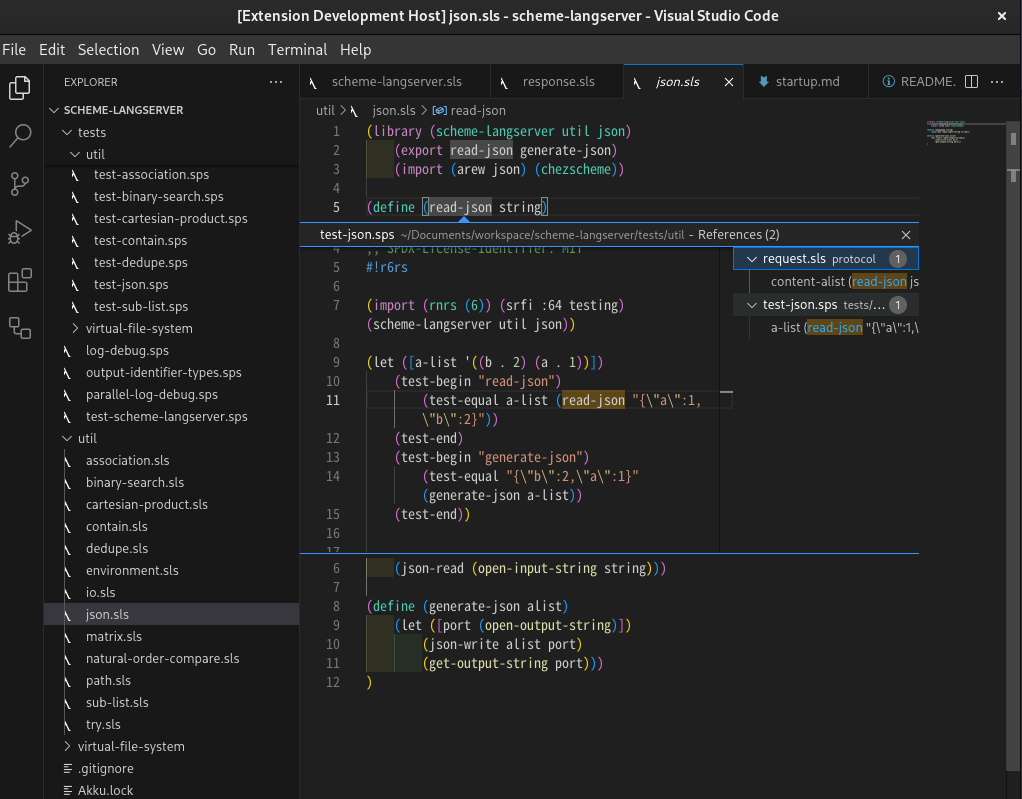 [Extension Development Host] json.sls - scheme-langserver - Visual Studio Code
File Edit Selection View Go Run Terminal Help
EXPLORER
SCHEME-LANGSERVER
tests
util
test-association.sps
test-binary-search.sps
test-cartesian-product.sps
test-contain.sps
test-dedupe.sps
test-json.sps
test-sub-list.sps
virtual-file-system
log-debug.sps
output-identifier-types.sps
parallel-log-debug.sps
test-scheme-langserver.sps
util
association.sls
binary-search.sls
cartesian-product.sls
contain.sls
dedupe.sls
environment.sls
io.sls
json.sls
matrix.sls
natural-order-compare.sls
path.sls
sub-list.sls
try.sls
virtual-file-system
.gitignore
Akku.lock
scheme-langserver.sls response.sls json.sls startup.md README.
util > json.sls > read-json
1 (library (scheme-langserver util json)
2 (export read-json generate-json)
3 (import (arew json) (chezscheme))
4
5 (define (read-json string)
test-json.sps ~/Documents/workspace/scheme-langserver/tests/util - References (2)
4 ;; SPDX-License-Identifier: MIT
5 #!r6rs
6
7 (import (rnrs (6)) (srfi :64 testing)
(scheme-langserver util json))
8
9 (let ([a-list '((b . 2) (a . 1))])
10 (test-begin "read-json")
11 (test-equal a-list (read-json "{\"a\":1,
\"b\":2}"))
12 (test-end)
13 (test-begin "generate-json")
14 (test-equal "{\"b\":2,\"a\":1}"
(generate-json a-list))
15 (test-end))
16
17
request.sls protocol 1
content-alist (read-json js
test-json.sps tests/... 1
a-list (read-json "{\"a\":1,\
6 (json-read (open-input-string string)))
7
8 (define (generate-json alist)
9 (let ([port (open-output-string)])
10 (json-write alist port)
11 (get-output-string port)))
12 )